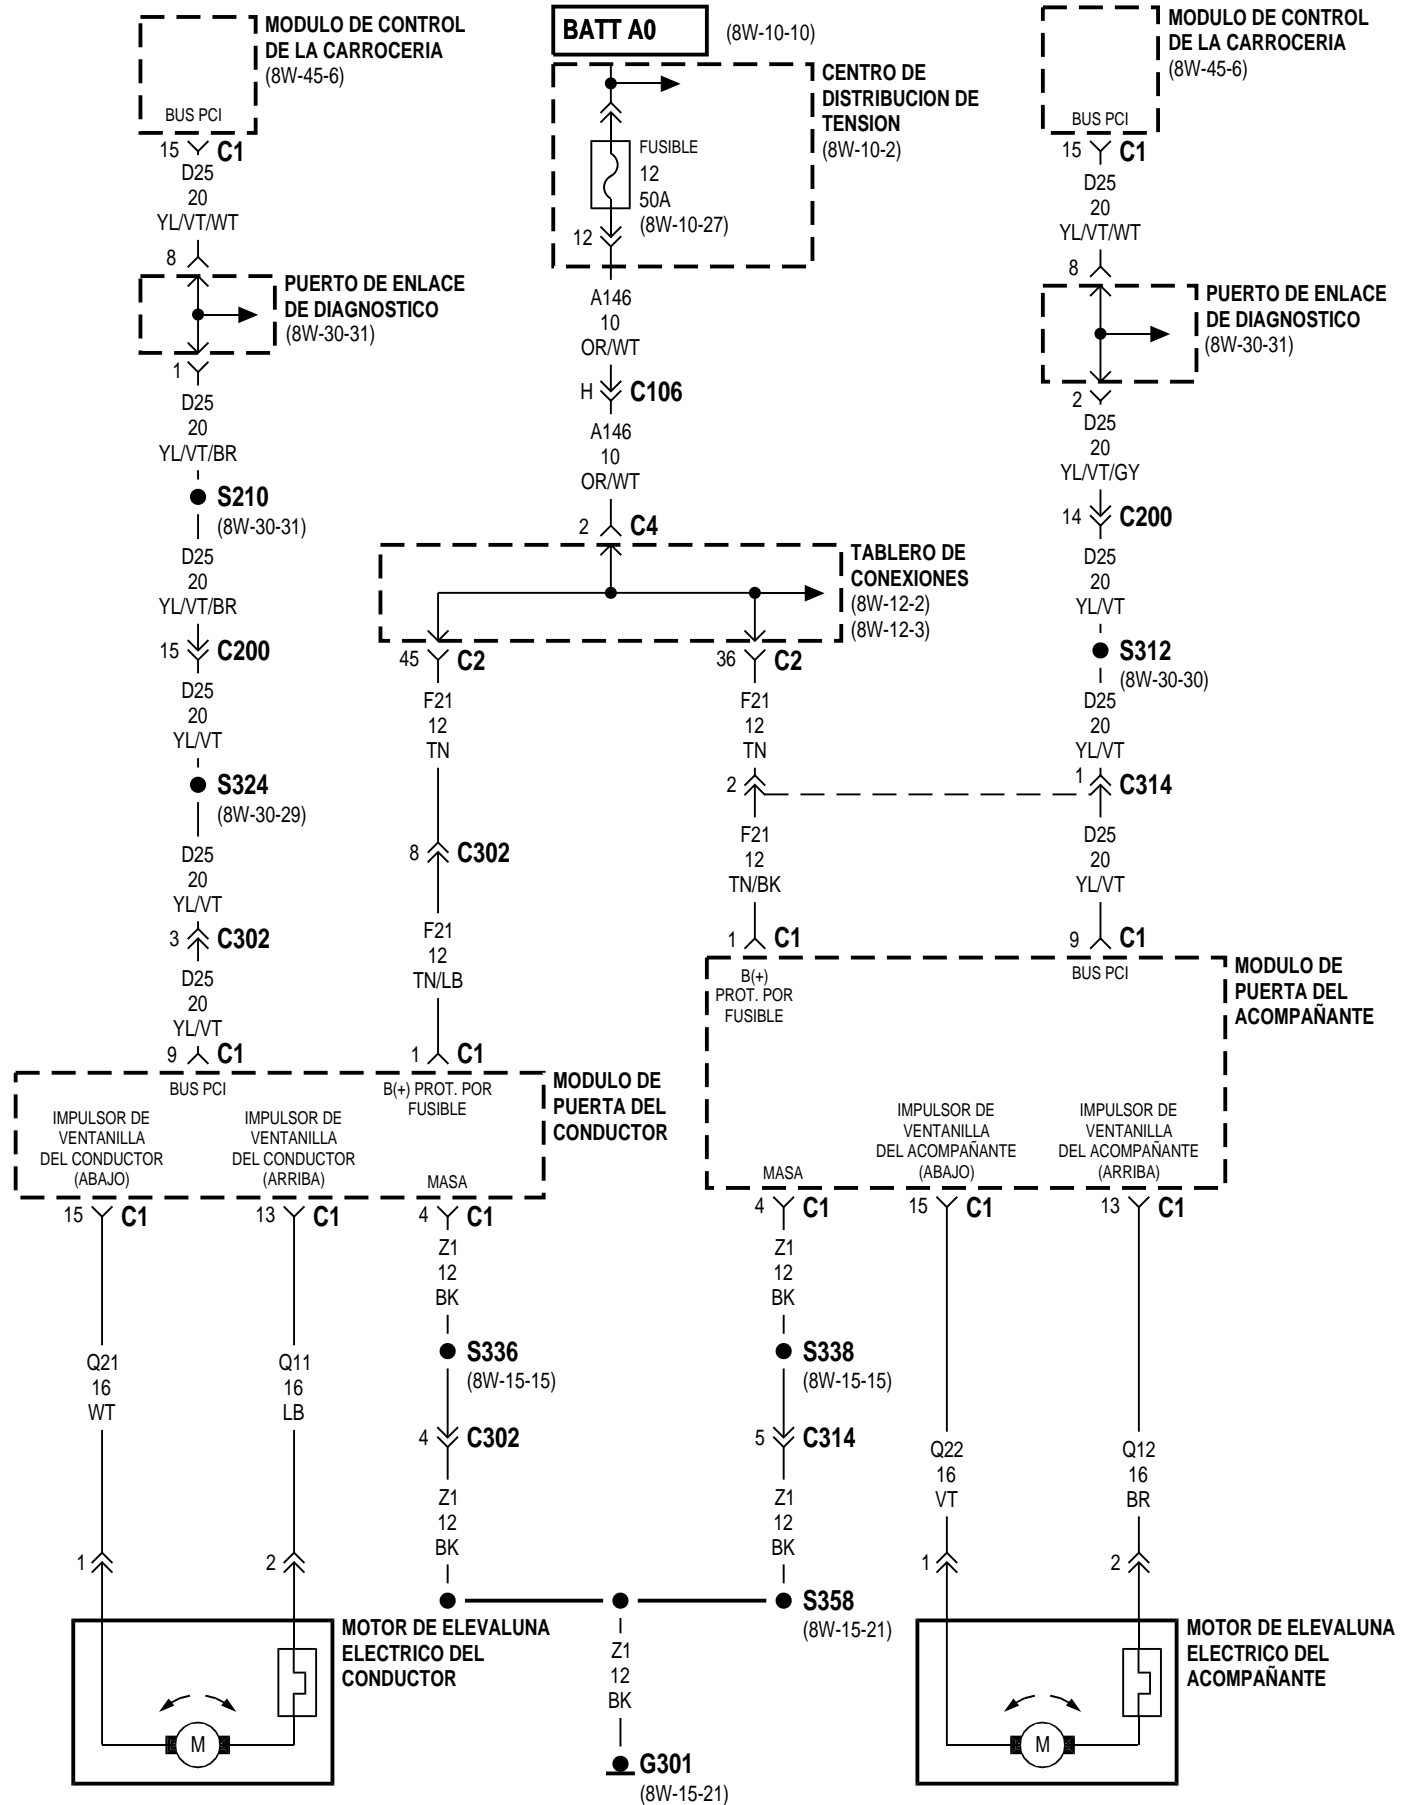 MODULO DE CONTROL
DE LA CARROCERIA
(8W-45-6)
BUS PCI
15 C1
D25
20
YL/VT/WT
8
PUERTO DE ENLACE
DE DIAGNOSTICO
(8W-30-31)
1
D25
20
YL/VT/BR
S210
(8W-30-31)
D25
20
YL/VT/BR
15 C200
D25
20
YL/VT
S324
(8W-30-29)
D25
20
YL/VT
3 C302
D25
20
YL/VT
9 C1
BATT A0 (8W-10-10)
CENTRO DE
DISTRIBUCION DE
TENSION
(8W-10-2)
FUSIBLE
12
50A
(8W-10-27)
12
A146
10
OR/WT
H C106
A146
10
OR/WT
2 C4
TABLERO DE
CONEXIONES
(8W-12-2)
(8W-12-3)
45 C2
F21
12
TN
8 C302
F21
12
TN/LB
1 C1
36 C2
F21
12
TN
2
F21
12
TN/BK
1 C1
MODULO DE CONTROL
DE LA CARROCERIA
(8W-45-6)
BUS PCI
15 C1
D25
20
YL/VT/WT
8
PUERTO DE ENLACE
DE DIAGNOSTICO
(8W-30-31)
2
D25
20
YL/VT/GY
14 C200
D25
20
YL/VT
S312
(8W-30-30)
D25
20
YL/VT
1 C314
D25
20
YL/VT
9 C1
MODULO DE
PUERTA DEL
CONDUCTOR
BUS PCI
B(+) PROT. POR
FUSIBLE
IMPULSOR DE
VENTANILLA
DEL CONDUCTOR
(ABAJO)
IMPULSOR DE
VENTANILLA
DEL CONDUCTOR
(ARRIBA)
MASA
15 C1
Q21
16
WT
1
13 C1
Q11
16
LB
2
4 C1
Z1
12
BK
S336
(8W-15-15)
4 C302
Z1
12
BK
MOTOR DE ELEVALUNA
ELECTRICO DEL
CONDUCTOR
M
MODULO DE
PUERTA DEL
ACOMPAÑANTE
B(+)
PROT. POR
FUSIBLE
BUS PCI
MASA
IMPULSOR DE
VENTANILLA
DEL ACOMPAÑANTE
(ABAJO)
IMPULSOR DE
VENTANILLA
DEL ACOMPAÑANTE
(ARRIBA)
4 C1
Z1
12
BK
S338
(8W-15-15)
5 C314
Z1
12
BK
S358
(8W-15-21)
Z1
12
BK
G301
(8W-15-21)
15 C1
Q22
16
VT
1
13 C1
Q12
16
BR
2
MOTOR DE ELEVALUNA
ELECTRICO DEL
ACOMPAÑANTE
M